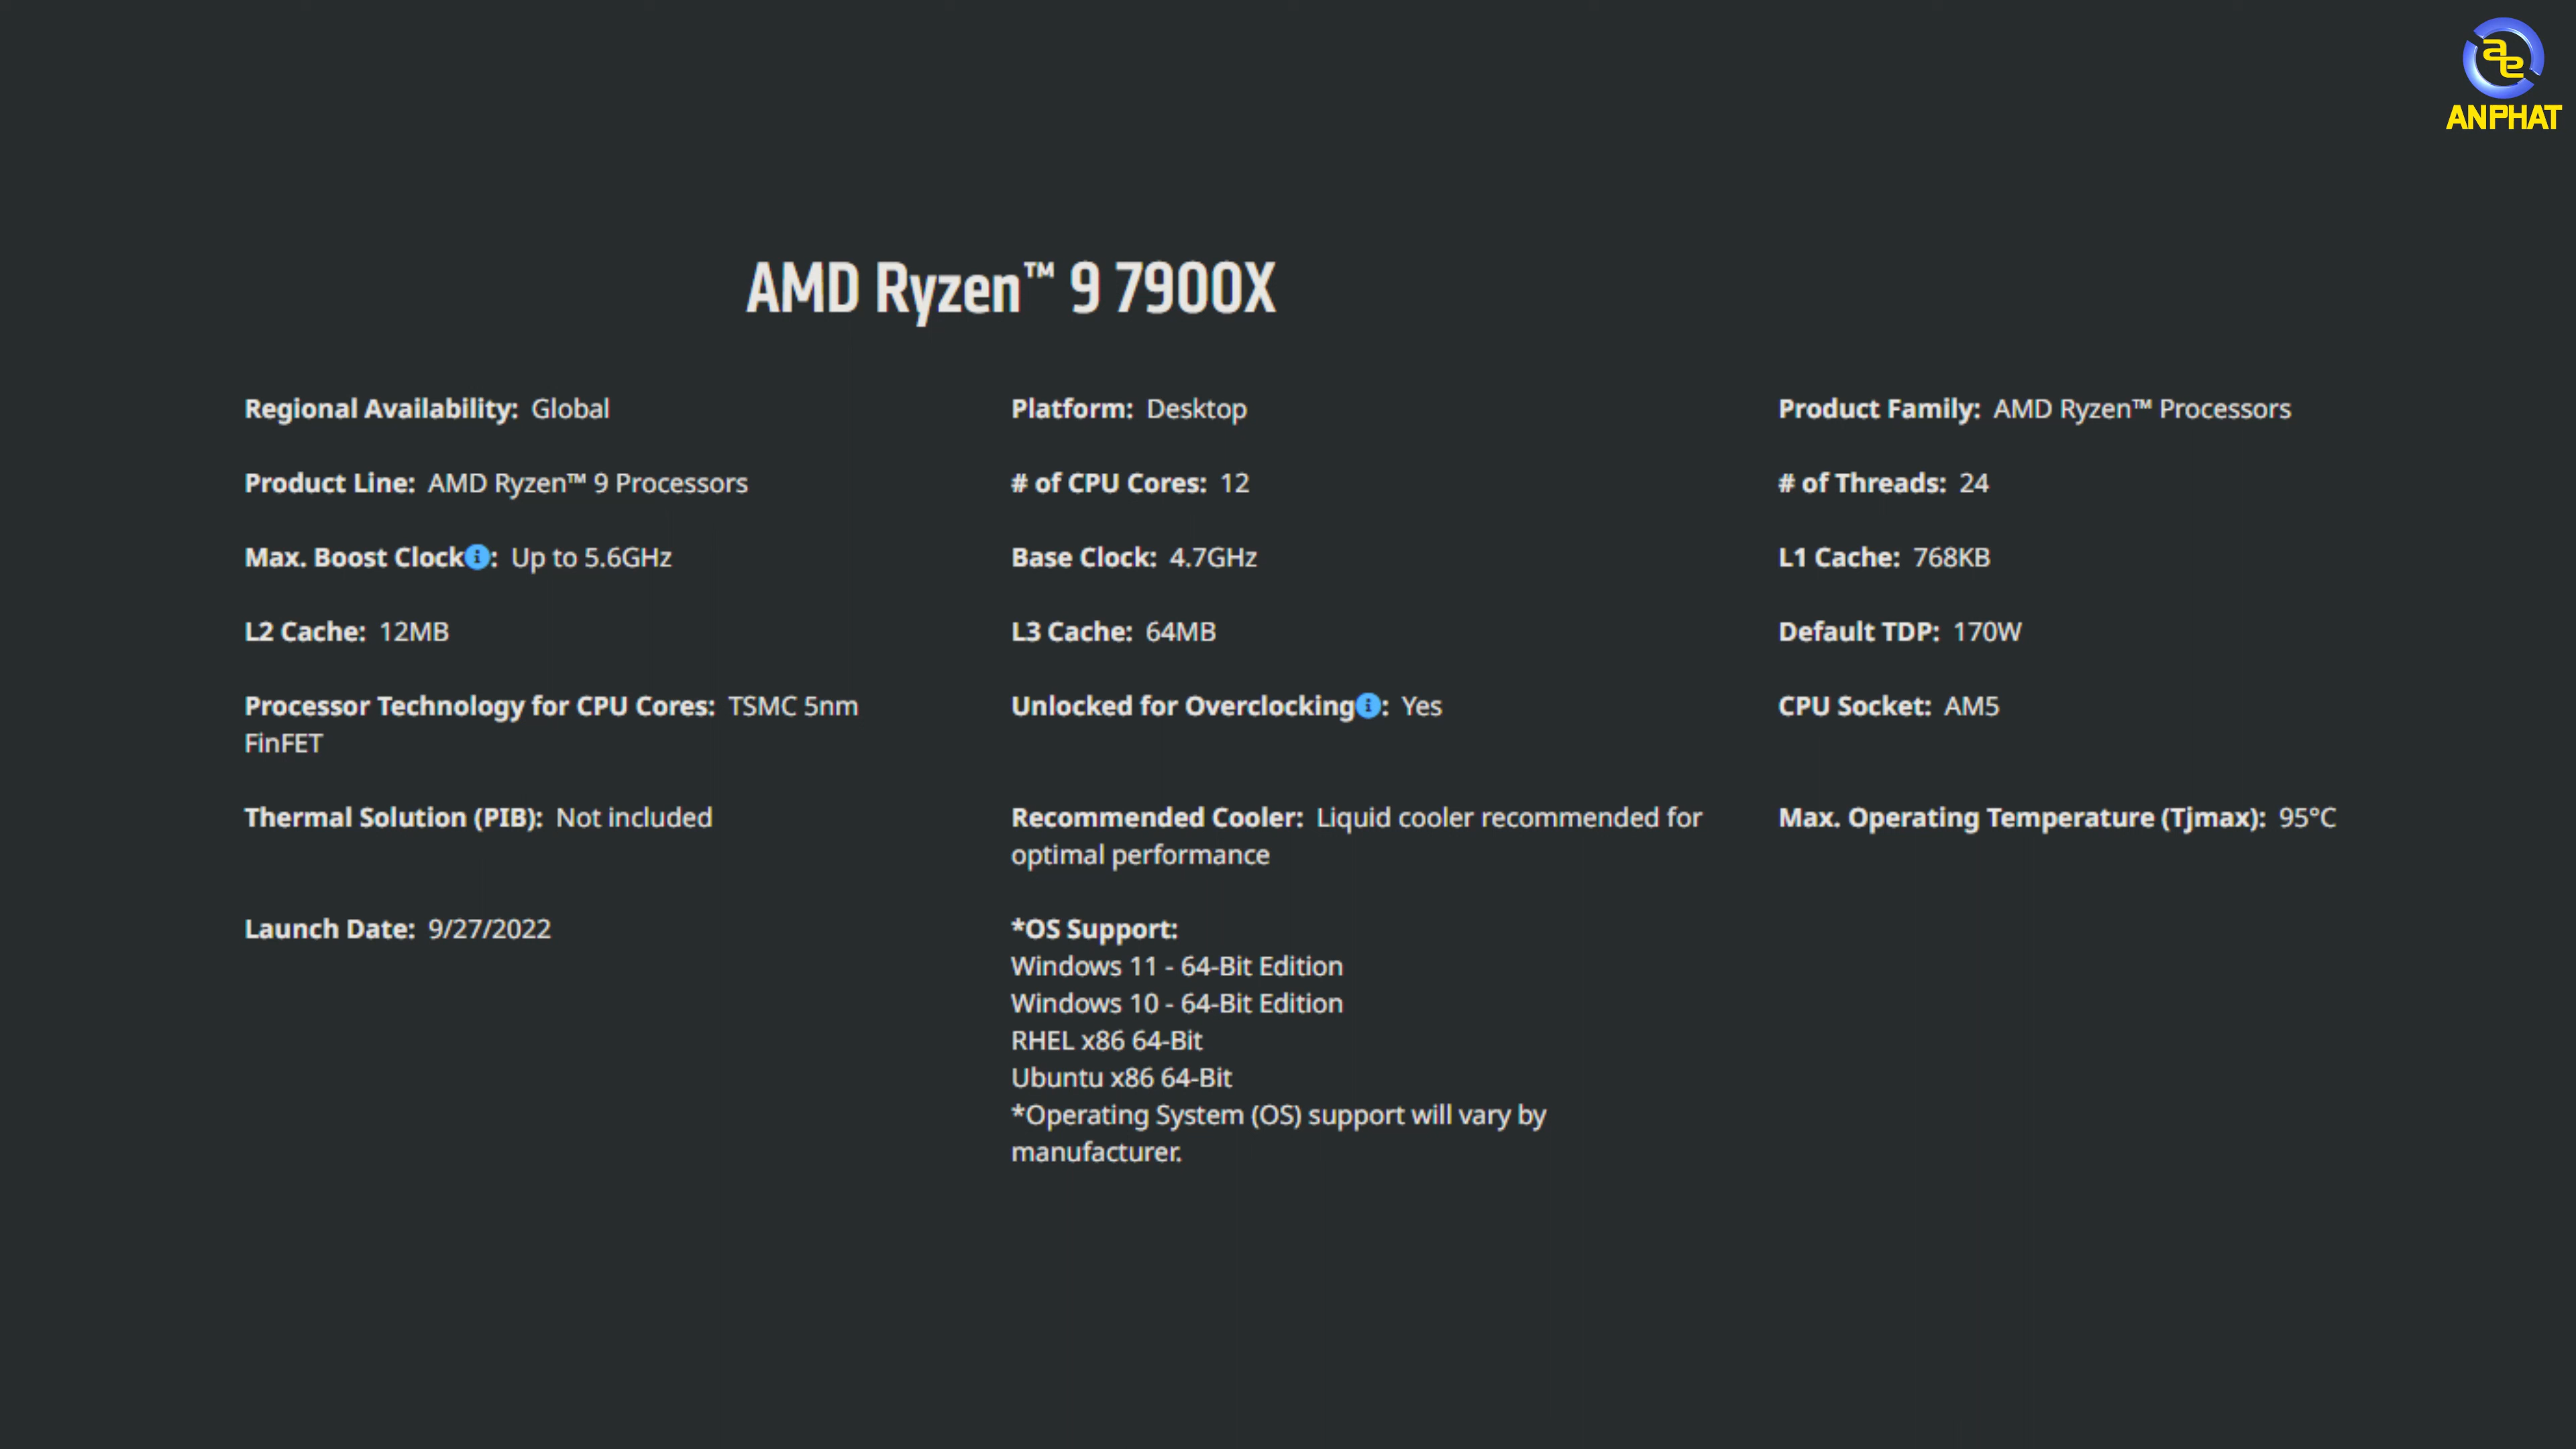 ae
ANPHAT
AMD Ryzen™ 9 7900X
Regional Availability: Global
Platform: Desktop
Product Family: AMD Ryzen™ Processors
Product Line: AMD Ryzen™ 9 Processors
# of CPU Cores: 12
# of Threads: 24
Max. Boost Clock: Up to 5.6GHz
Base Clock: 4.7GHz
L1 Cache: 768KB
L2 Cache: 12MB
L3 Cache: 64MB
Default TDP: 170W
Processor Technology for CPU Cores: TSMC 5nm
FinFET
Unlocked for Overclocking: Yes
CPU Socket: AM5
Thermal Solution (PIB): Not included
Recommended Cooler: Liquid cooler recommended for
optimal performance
Max. Operating Temperature (Tjmax): 95°C
Launch Date: 9/27/2022
*OS Support:
Windows 11 - 64-Bit Edition
Windows 10 - 64-Bit Edition
RHEL x86 64-Bit
Ubuntu x86 64-Bit
*Operating System (OS) support will vary by
manufacturer.